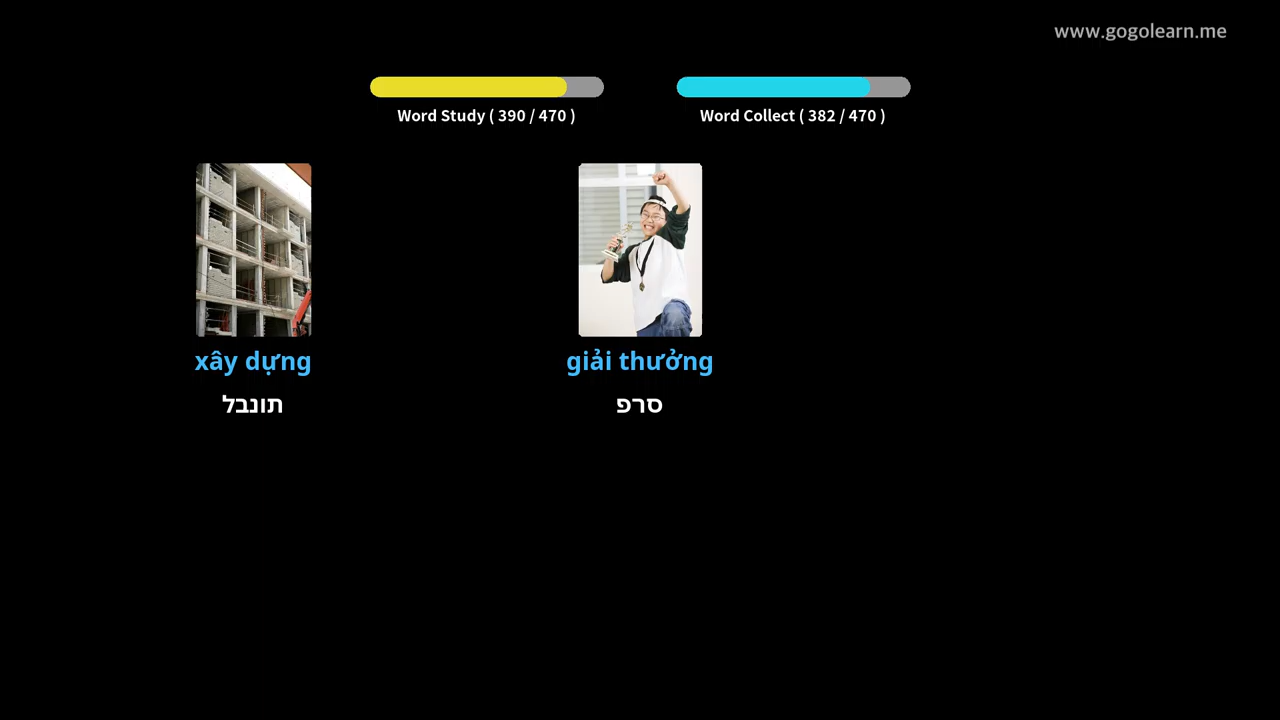 www.gogolearn.me
Word Study ( 390 / 470 )
Word Collect ( 382 / 470 )
xây dựng
תונבל
giải thưởng
סרפ